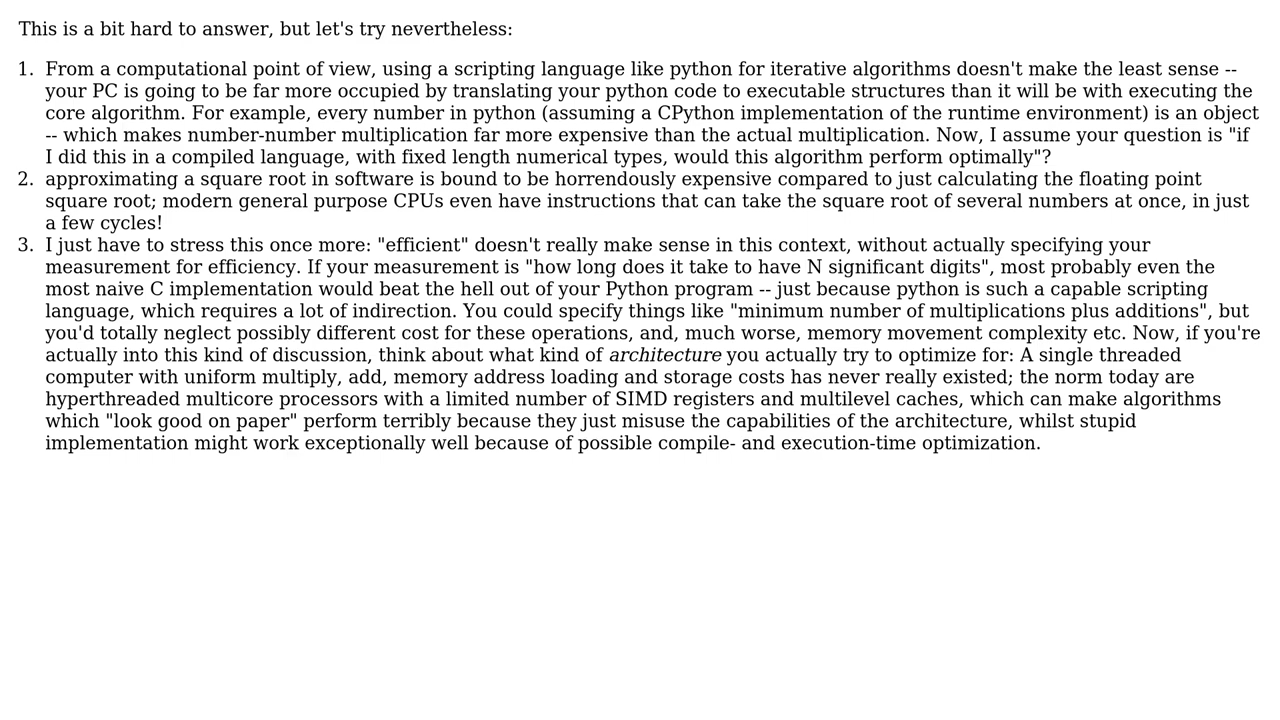 This is a bit hard to answer, but let's try nevertheless:
1. From a computational point of view, using a scripting language like python for iterative algorithms doesn't make the least sense --
your PC is going to be far more occupied by translating your python code to executable structures than it will be with executing the
core algorithm. For example, every number in python (assuming a CPython implementation of the runtime environment) is an object
-- which makes number-number multiplication far more expensive than the actual multiplication. Now, I assume your question is "if
I did this in a compiled language, with fixed length numerical types, would this algorithm perform optimally"?
2. approximating a square root in software is bound to be horrendously expensive compared to just calculating the floating point
square root; modern general purpose CPUs even have instructions that can take the square root of several numbers at once, in just
a few cycles!
3. I just have to stress this once more: "efficient" doesn't really make sense in this context, without actually specifying your
measurement for efficiency. If your measurement is "how long does it take to have N significant digits", most probably even the
most naive C implementation would beat the hell out of your Python program -- just because python is such a capable scripting
language, which requires a lot of indirection. You could specify things like "minimum number of multiplications plus additions", but
you'd totally neglect possibly different cost for these operations, and, much worse, memory movement complexity etc. Now, if you're
actually into this kind of discussion, think about what kind of architecture you actually try to optimize for: A single threaded
computer with uniform multiply, add, memory address loading and storage costs has never really existed; the norm today are
hyperthreaded multicore processors with a limited number of SIMD registers and multilevel caches, which can make algorithms
which "look good on paper" perform terribly because they just misuse the capabilities of the architecture, whilst stupid
implementation might work exceptionally well because of possible compile- and execution-time optimization.